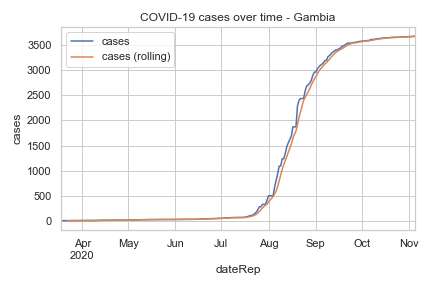 COVID-19 cases over time - Gambia
cases
cases (rolling)
3500
3000
2500
2000
1500
1000
500
0
cases
Apr May Jun Jul Aug Sep Oct Nov
2020
dateRep